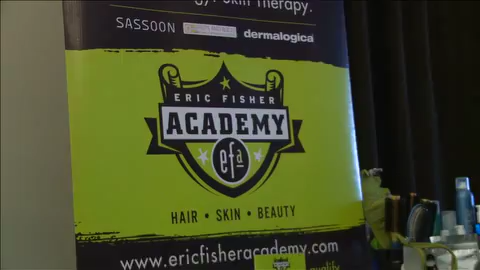 Skin Therapy.
SASSOON
dermalogica
ERIC FISHER
ACADEMY
efa
HAIR • SKIN • BEAUTY
www.ericfisheracademy.com